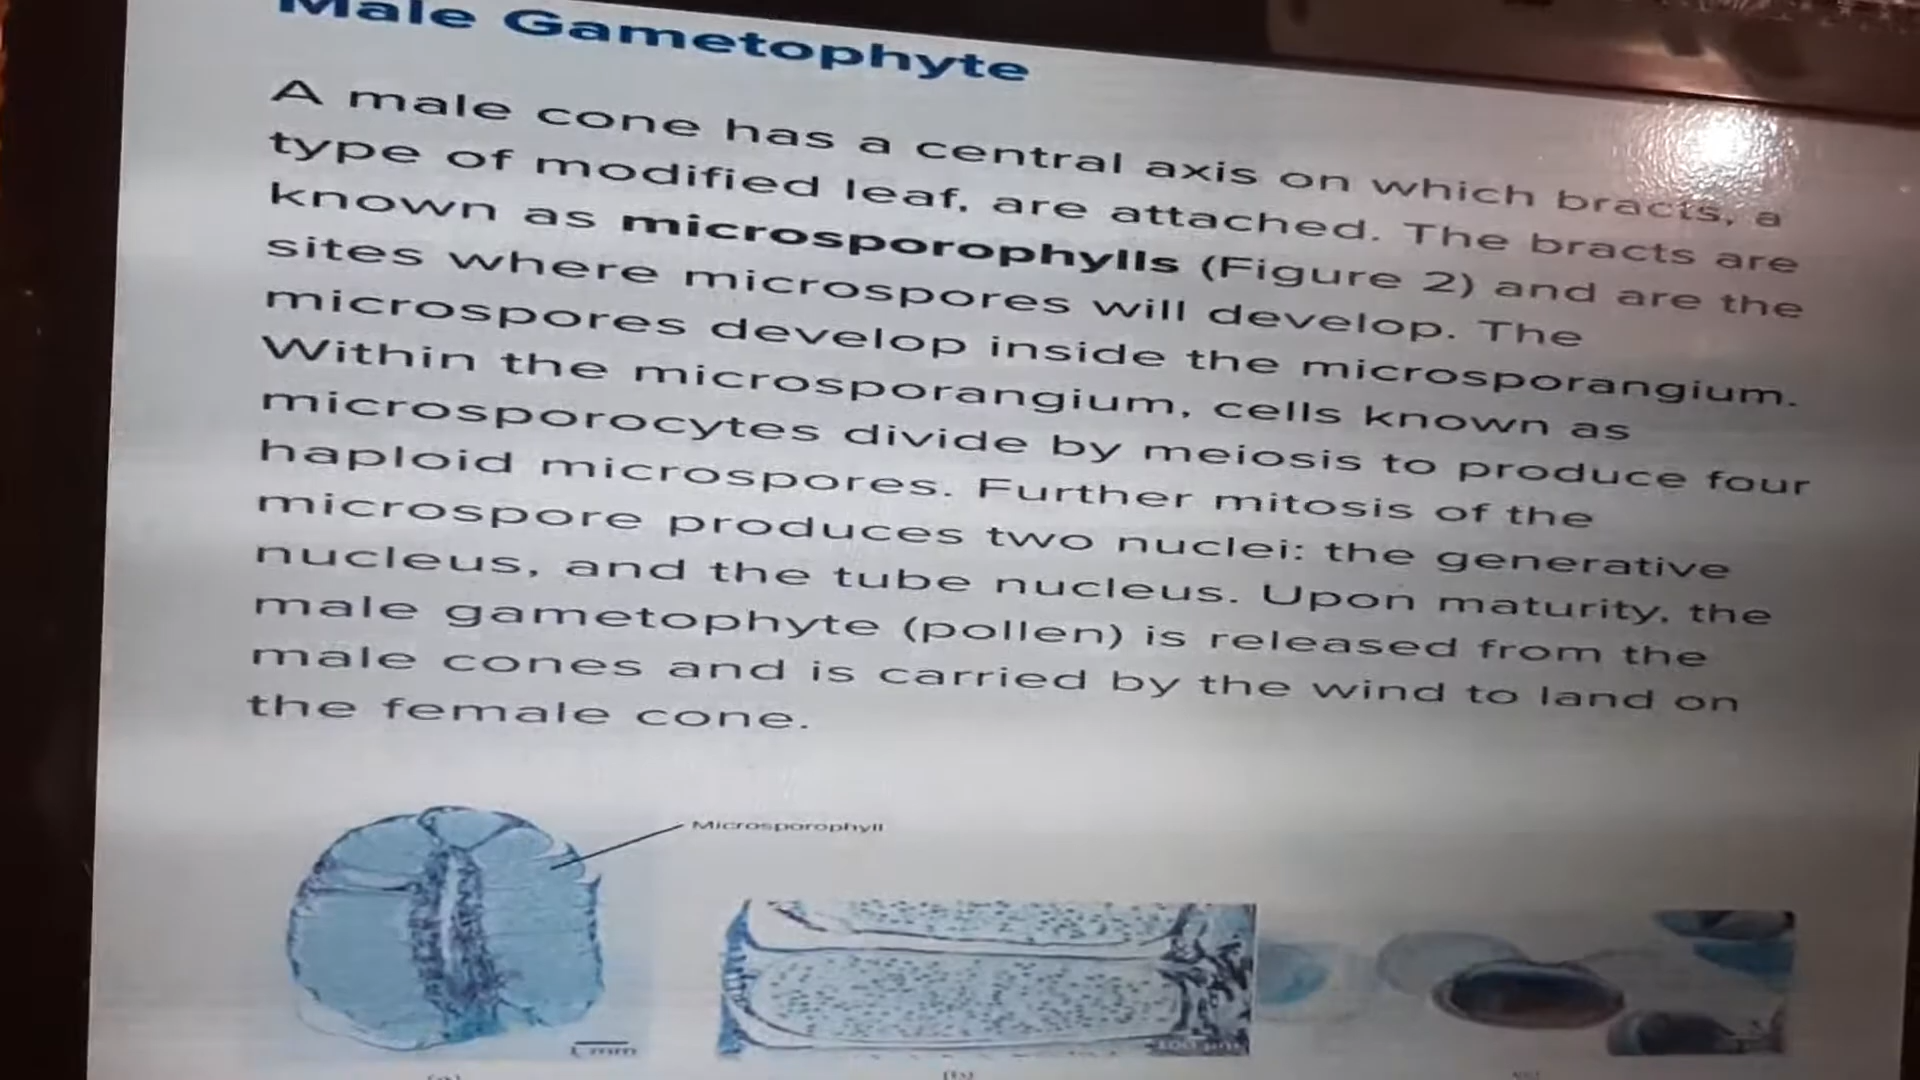 Male Gametophyte
A male cone has a central axis on which bracts, a
type of modified leaf, are attached. The bracts are
known as microsporophylls (Figure 2) and are the
sites where microspores will develop. The
microspores develop inside the microsporangium.
Within the microsporangium, cells known as
microsporocytes divide by meiosis to produce four
haploid microspores. Further mitosis of the
microspore produces two nuclei: the generative
nucleus, and the tube nucleus. Upon maturity, the
male gametophyte (pollen) is released from the
male cones and is carried by the wind to land on
the female cone.
Microsporophyll
1 mm
100 µm
(b)